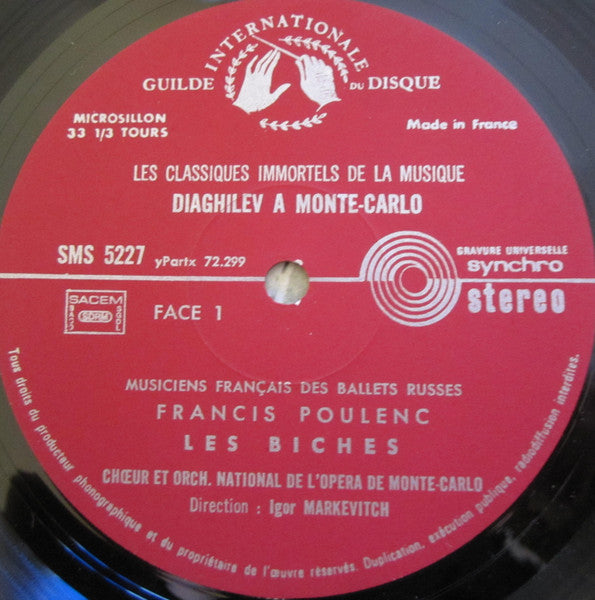 GUILDE INTERNATIONALE DU DISQUE
MICROSILLON
33 1/3 TOURS
Made in France
LES CLASSIQUES IMMORTELS DE LA MUSIQUE
DIAGHILEV A MONTE-CARLO
SMS 5227 yPartx 72.299
GRAVURE UNIVERSELLE
synchro
stereo
SACEM
SACD SDRM SGDL
FACE 1
MUSICIENS FRANÇAIS DES BALLETS RUSSES
FRANCIS POULENC
LES BICHES
CHŒUR ET ORCH. NATIONAL DE L'OPERA DE MONTE-CARLO
Direction : Igor MARKEVITCH
Tous droits du producteur phonographique et du propriétaire de l'œuvre réservés. Duplication, exécution publique, radiodiffusion interdites.